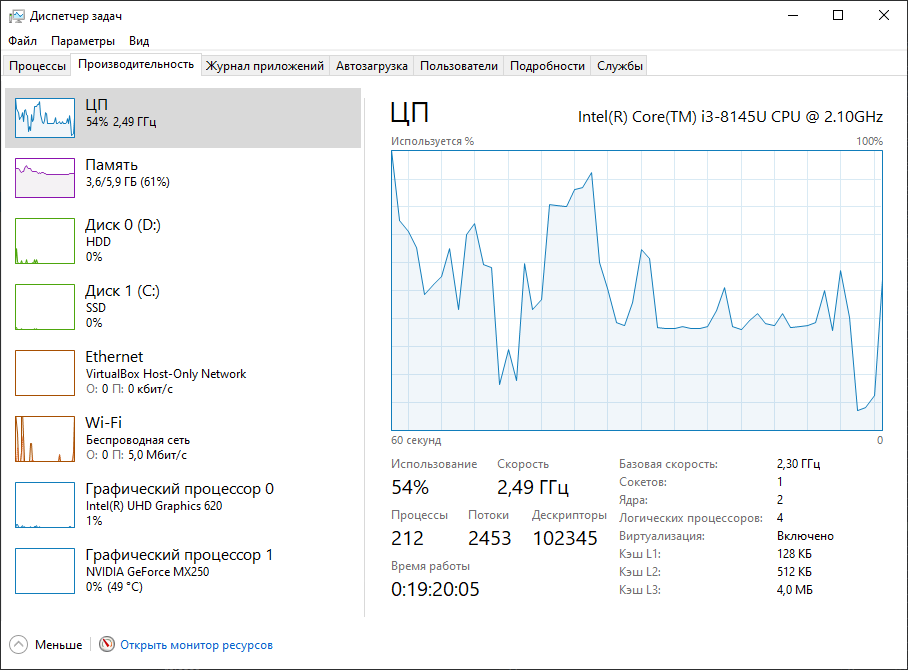 Диспетчер задач
Файл Параметры Вид
Процессы Производительность Журнал приложений Автозагрузка Пользователи Подробности Службы
ЦП
54% 2,49 ГГц
Память
3,6/5,9 ГБ (61%)
Диск 0 (D:)
HDD
0%
Диск 1 (C:)
SSD
0%
Ethernet
VirtualBox Host-Only Network
О: 0 П: 0 кбит/с
Wi-Fi
Беспроводная сеть
О: 0 П: 5,0 Мбит/с
Графический процессор 0
Intel(R) UHD Graphics 620
1%
Графический процессор 1
NVIDIA GeForce MX250
0% (49 °C)
ЦП Intel(R) Core(TM) i3-8145U CPU @ 2.10GHz
Используется % 100%
60 секунд 0
Использование Скорость
54% 2,49 ГГц
Процессы Потоки Дескрипторы
212 2453 102345
Время работы
0:19:20:05
Базовая скорость: 2,30 ГГц
Сокетов: 1
Ядра: 2
Логических процессоров: 4
Виртуализация: Включено
Кэш L1: 128 КБ
Кэш L2: 512 КБ
Кэш L3: 4,0 МБ
Меньше Открыть монитор ресурсов